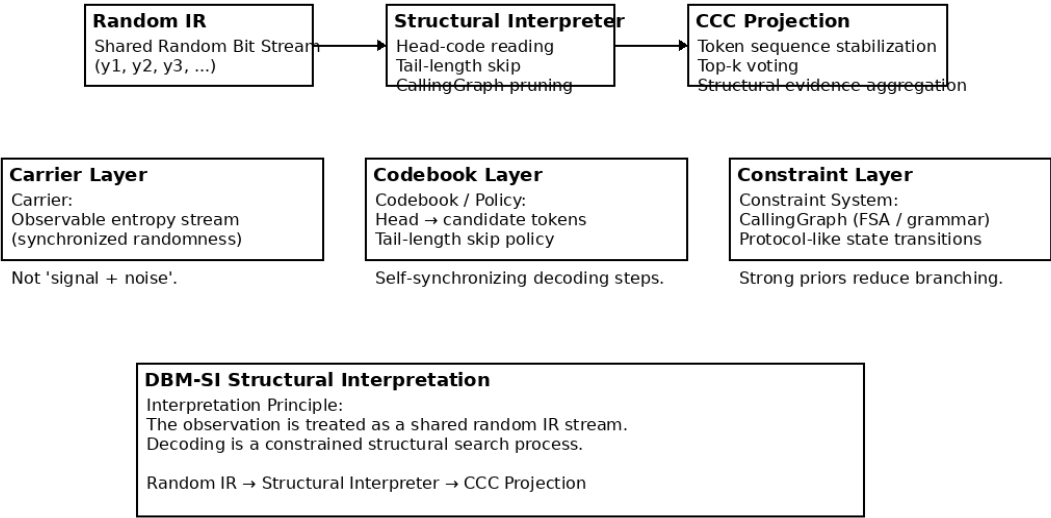 Random IR
Shared Random Bit Stream
(y1, y2, y3, ...)
Structural Interpreter
Head-code reading
Tail-length skip
CallingGraph pruning
CCC Projection
Token sequence stabilization
Top-k voting
Structural evidence aggregation
Carrier Layer
Carrier:
Observable entropy stream
(synchronized randomness)
Not 'signal + noise'.
Codebook Layer
Codebook / Policy:
Head → candidate tokens
Tail-length skip policy
Self-synchronizing decoding steps.
Constraint Layer
Constraint System:
CallingGraph (FSA / grammar)
Protocol-like state transitions
Strong priors reduce branching.
DBM-SI Structural Interpretation
Interpretation Principle:
The observation is treated as a shared random IR stream.
Decoding is a constrained structural search process.
Random IR → Structural Interpreter → CCC Projection